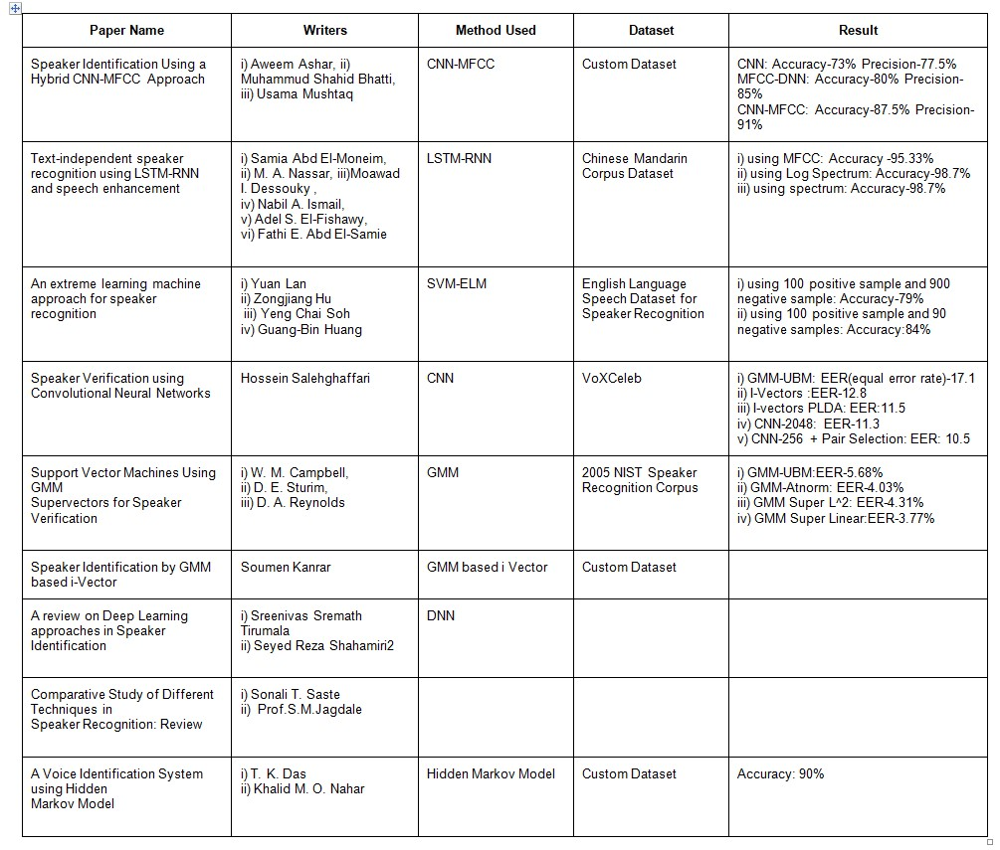 Paper Name
Writers
Method Used
Dataset
Result
Speaker Identification Using a
Hybrid CNN-MFCC Approach
i) Aweem Ashar, ii)
Muhammud Shahid Bhatti,
iii) Usama Mushtaq
CNN-MFCC
Custom Dataset
CNN: Accuracy-73% Precision-77.5%
MFCC-DNN: Accuracy-80% Precision-
85%
CNN-MFCC: Accuracy-87.5% Precision-
91%
Text-independent speaker
recognition using LSTM-RNN
and speech enhancement
i) Samia Abd El-Moneim,
ii) M. A. Nassar, iii)Moawad
I. Dessouky ,
iv) Nabil A. Ismail,
v) Adel S. El-Fishawy,
vi) Fathi E. Abd El-Samie
LSTM-RNN
Chinese Mandarin
Corpus Dataset
i) using MFCC: Accuracy -95.33%
ii) using Log Spectrum: Accuracy-98.7%
iii) using spectrum: Accuracy-98.7%
An extreme learning machine
approach for speaker
recognition
i) Yuan Lan
ii) Zongjiang Hu
iii) Yeng Chai Soh
iv) Guang-Bin Huang
SVM-ELM
English Language
Speech Dataset for
Speaker Recognition
i) using 100 positive sample and 900
negative sample: Accuracy-79%
ii) using 100 positive sample and 90
negative samples: Accuracy:84%
Speaker Verification using
Convolutional Neural Networks
Hossein Salehghaffari
CNN
VoXCeleb
i) GMM-UBM: EER(equal error rate)-17.1
ii) I-Vectors :EER-12.8
iii) I-vectors PLDA: EER:11.5
iv) CNN-2048: EER-11.3
v) CNN-256 + Pair Selection: EER: 10.5
Support Vector Machines Using
GMM
Supervectors for Speaker
Verification
i) W. M. Campbell,
ii) D. E. Sturim,
iii) D. A. Reynolds
GMM
2005 NIST Speaker
Recognition Corpus
i) GMM-UBM:EER-5.68%
ii) GMM-Atnorm: EER-4.03%
iii) GMM Super L^2: EER-4.31%
iv) GMM Super Linear:EER-3.77%
Speaker Identification by GMM
based i-Vector
Soumen Kanrar
GMM based i Vector
Custom Dataset
A review on Deep Learning
approaches in Speaker
Identification
i) Sreenivas Sremath
Tirumala
ii) Seyed Reza Shahamiri2
DNN
Comparative Study of Different
Techniques in
Speaker Recognition: Review
i) Sonali T. Saste
ii) Prof.S.M.Jagdale
A Voice Identification System
using Hidden
Markov Model
i) T. K. Das
ii) Khalid M. O. Nahar
Hidden Markov Model
Custom Dataset
Accuracy: 90%